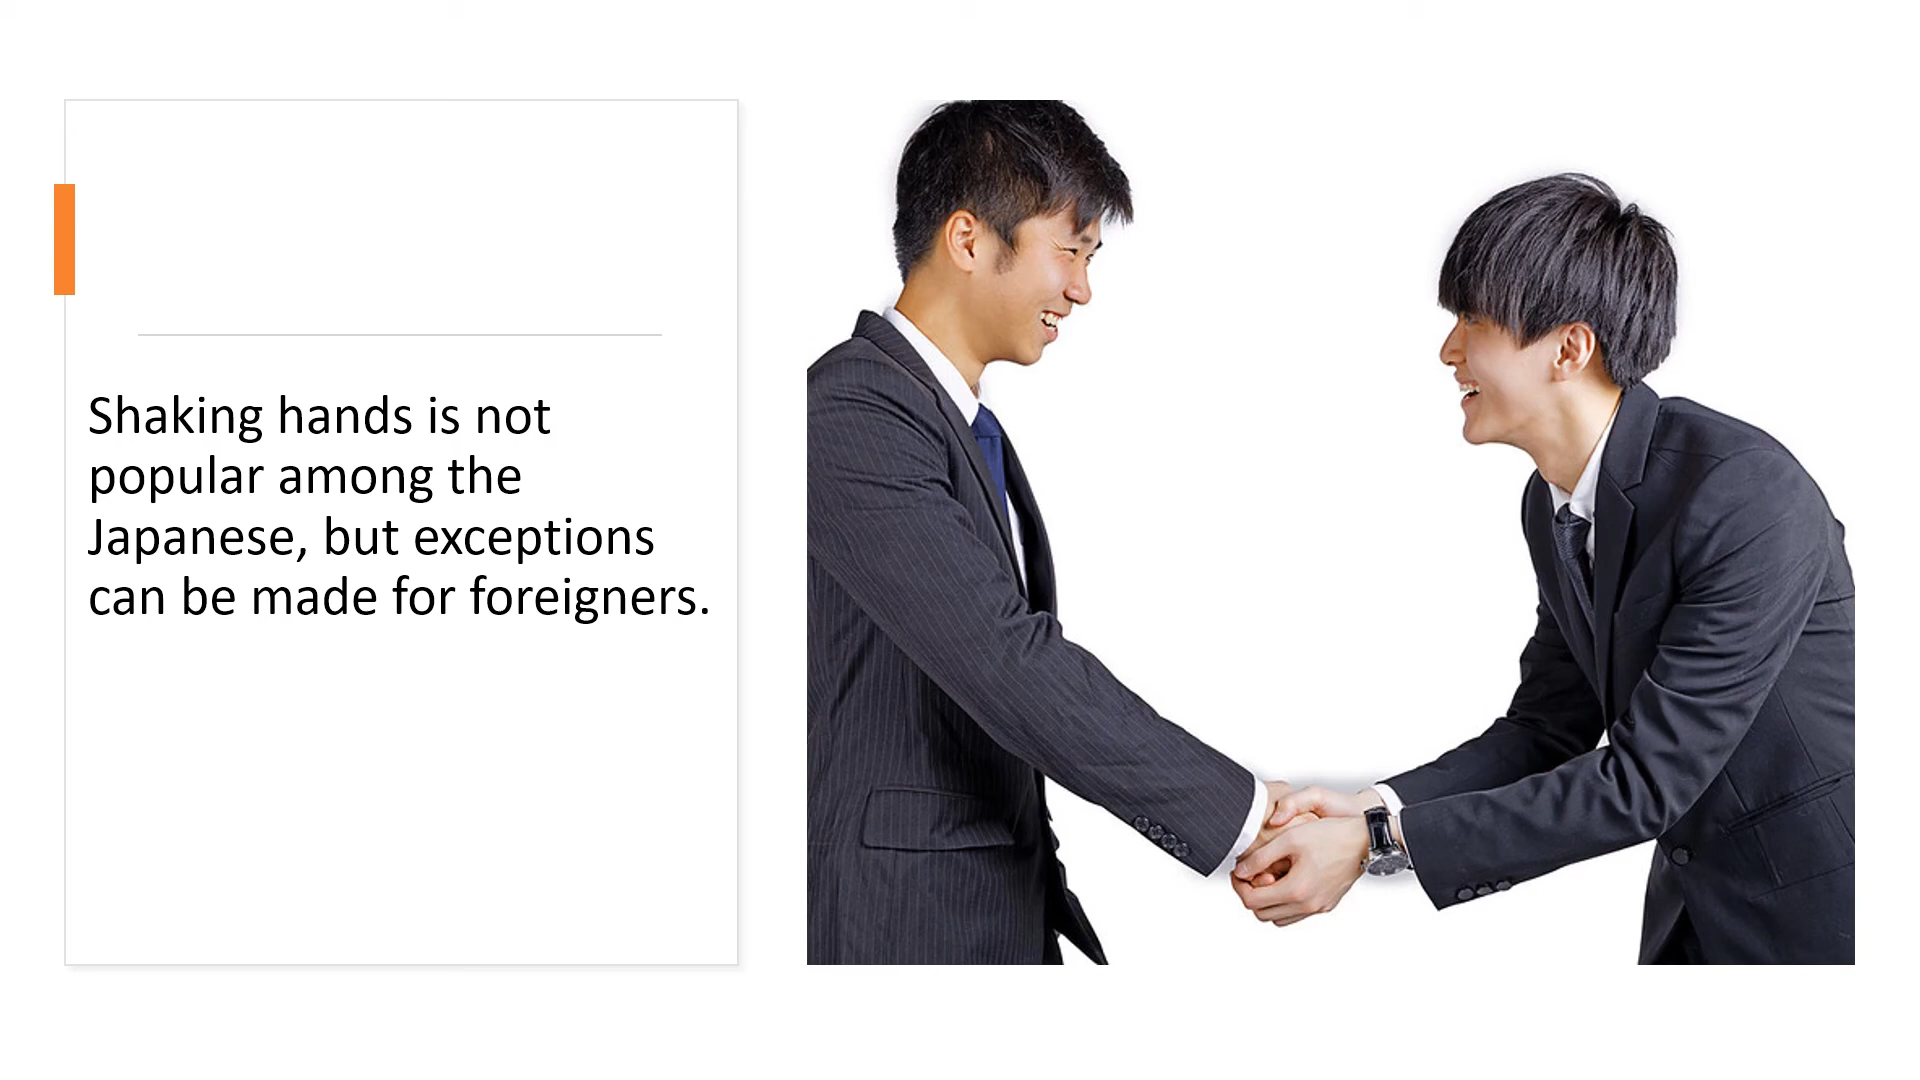 Shaking hands is not
popular among the
Japanese, but exceptions
can be made for foreigners.